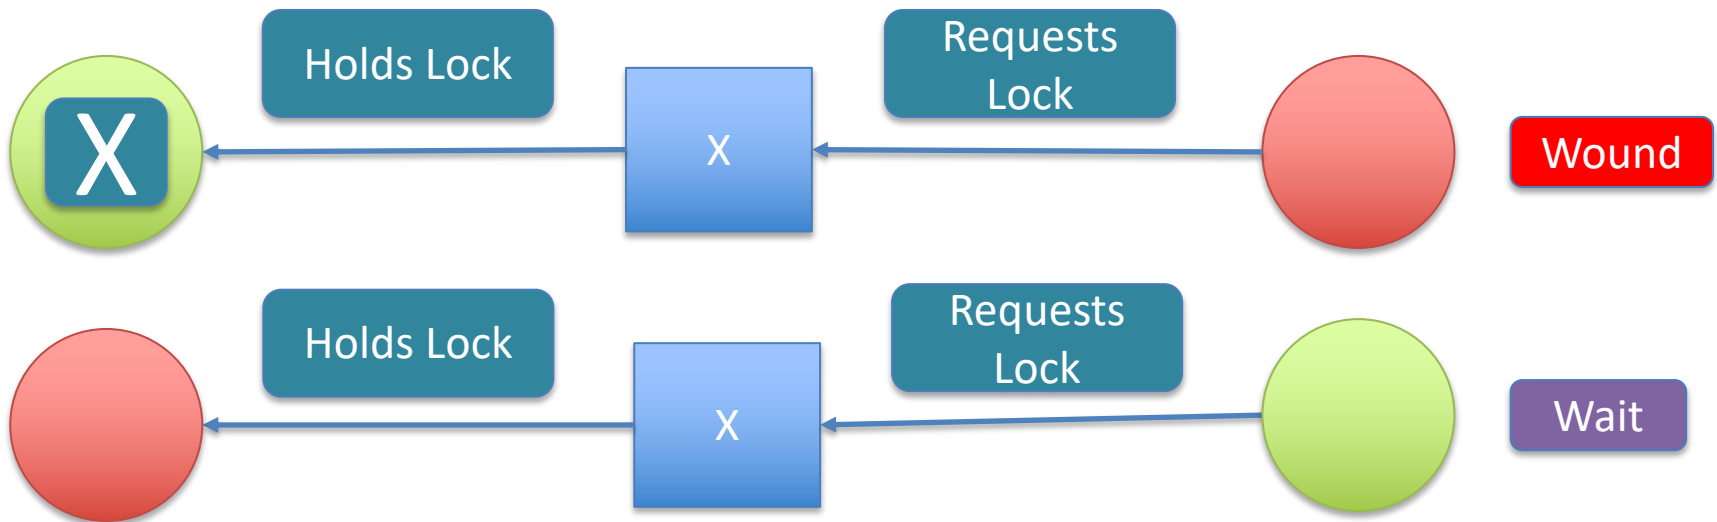 Holds Lock
Requests
Lock
X
X
Wound
Holds Lock
Requests
Lock
X
Wait